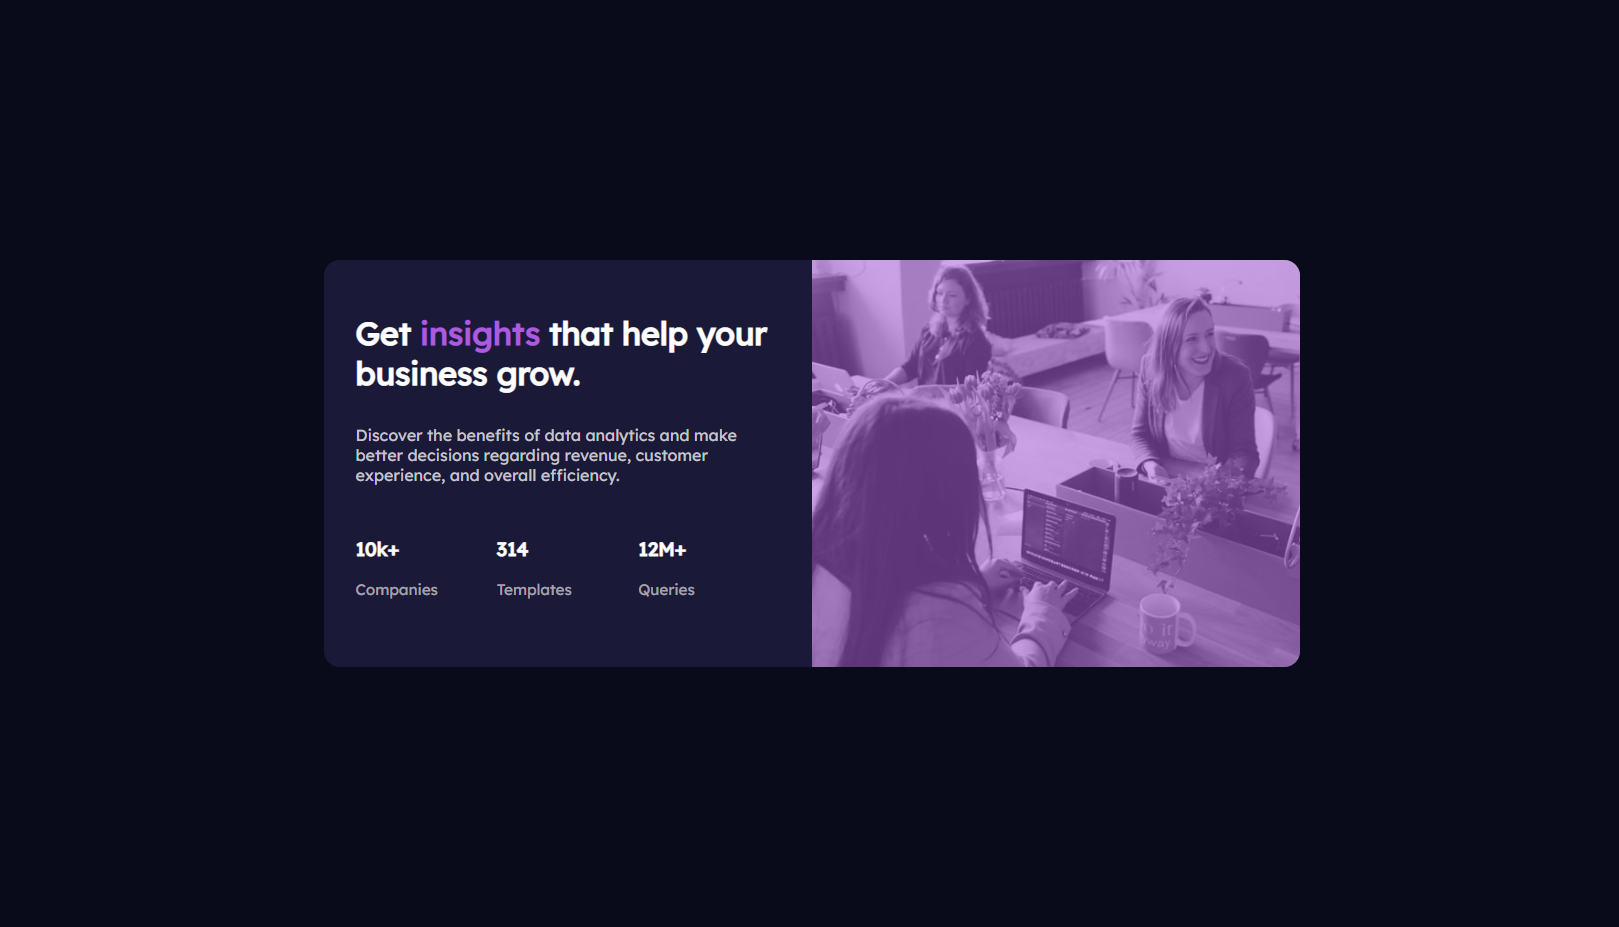 Get insights that help your
business grow.
Discover the benefits of data analytics and make
better decisions regarding revenue, customer
experience, and overall efficiency.
10k+ 314 12M+
Companies Templates Queries